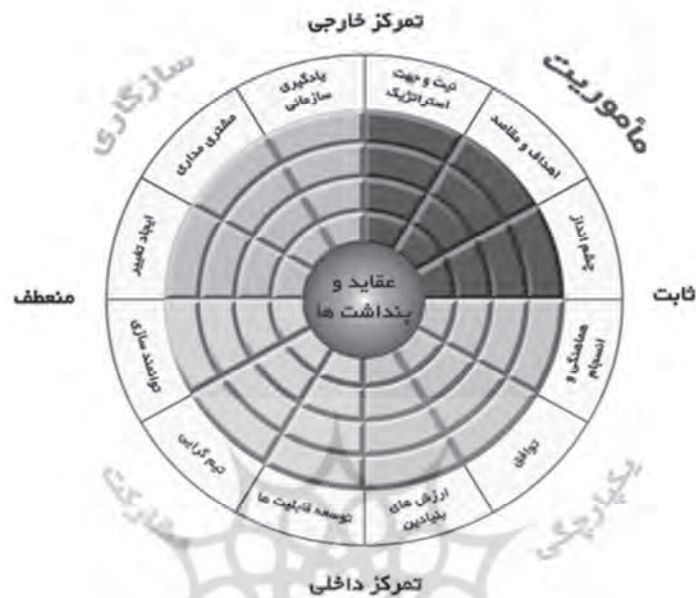 تمرکز خارجی
سازگاری
مأموریت
یادگیری
سازمانی
نیت و جهت
استراتژیک
مشتری مداری
اهداف و مقاصد
ایجاد تغییر
چشم انداز
منعطف
عقاید و
پنداشت ها
ثابت
توانمند سازی
هماهنگی و
انسجام
تیم گرایی
توافق
توسعه قابلیت ها
ارزش های
بنیادین
مشارکت
یکپارچگی
تمرکز داخلی